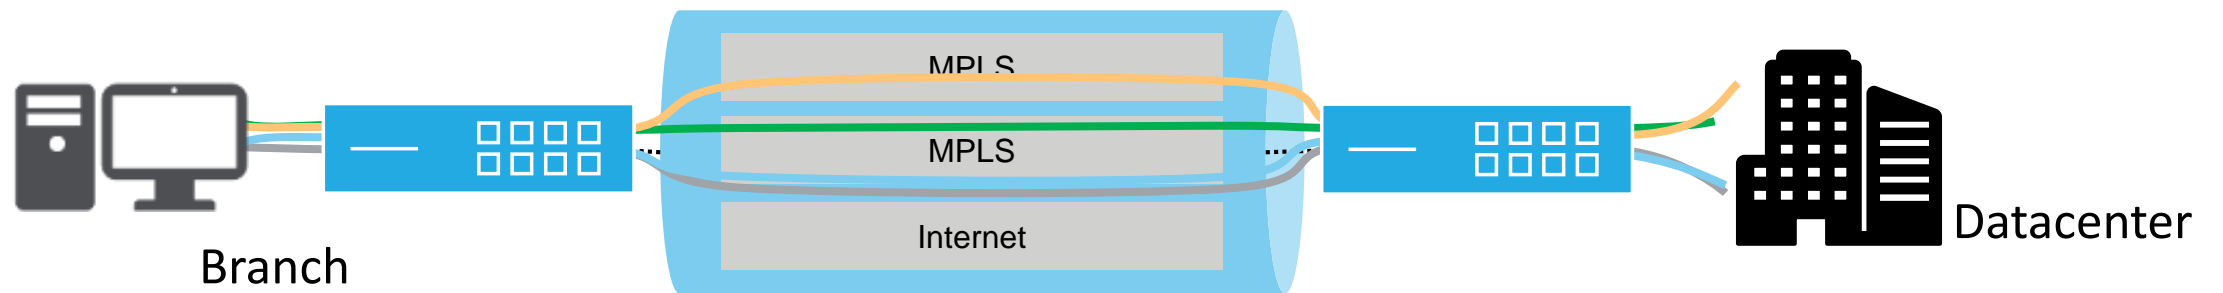 MPLS
MPLS
Internet
Branch
Datacenter